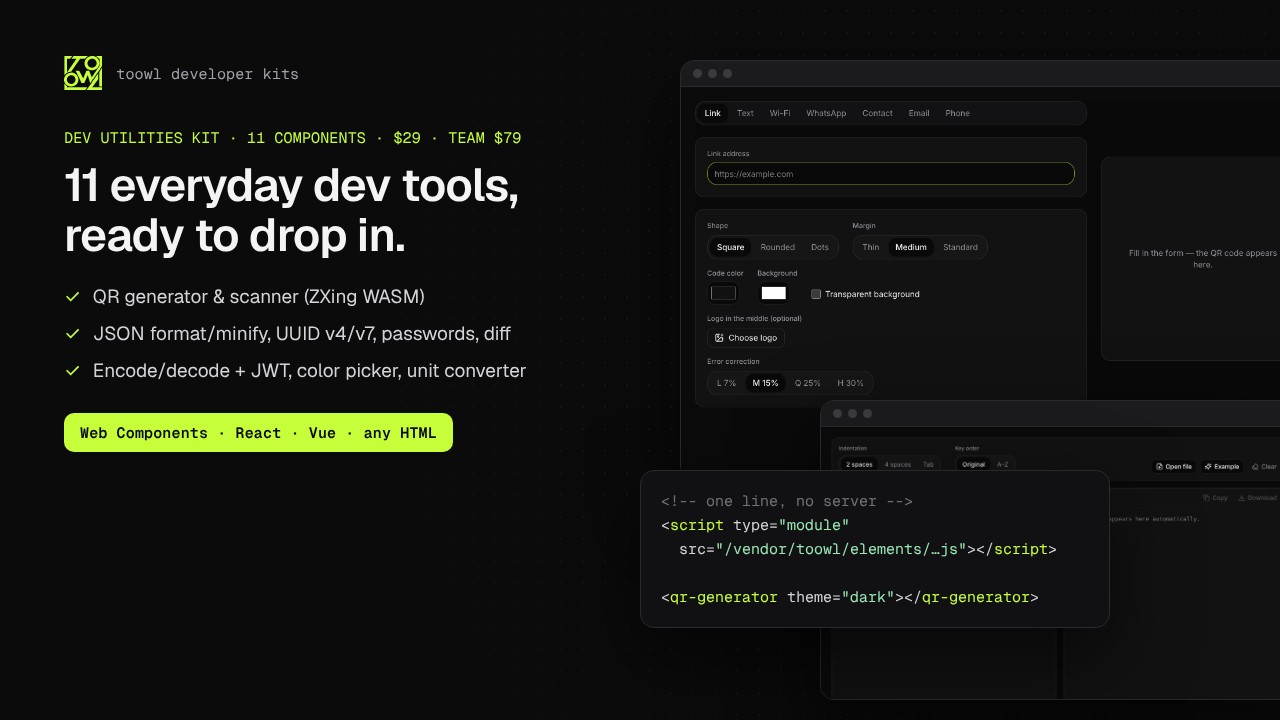 toowl developer kits
DEV UTILITIES KIT · 11 COMPONENTS · $29 · TEAM $79
11 everyday dev tools,
ready to drop in.
QR generator & scanner (ZXing WASM)
JSON format/minify, UUID v4/v7, passwords, diff
Encode/decode + JWT, color picker, unit converter
Web Components · React · Vue · any HTML
Link Text Wi-Fi WhatsApp Contact Email Phone
Link address
https://example.com
Shape Margin
Square Rounded Dots Thin Medium Standard
Code color Background
Transparent background
Logo in the middle (optional)
Choose logo
Error correction
L 7% M 15% Q 25% H 30%
Fill in the form — the QR code appears
here.
Indentation Key order
2 spaces 4 spaces Tab Original A-Z
Open file Example Clear
Copy Download
appears here automatically.
<!-- one line, no server -->
<script type="module"
src="/vendor/toowl/elements/…js"></script>
<qr-generator theme="dark"></qr-generator>